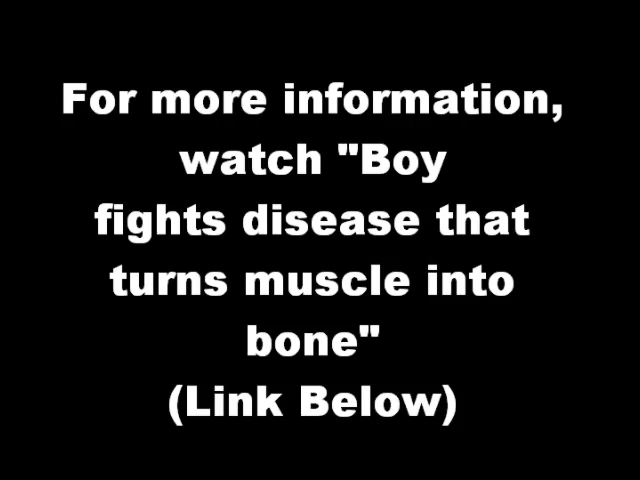 For more information,
watch "Boy
fights disease that
turns muscle into
bone"
(Link Below)